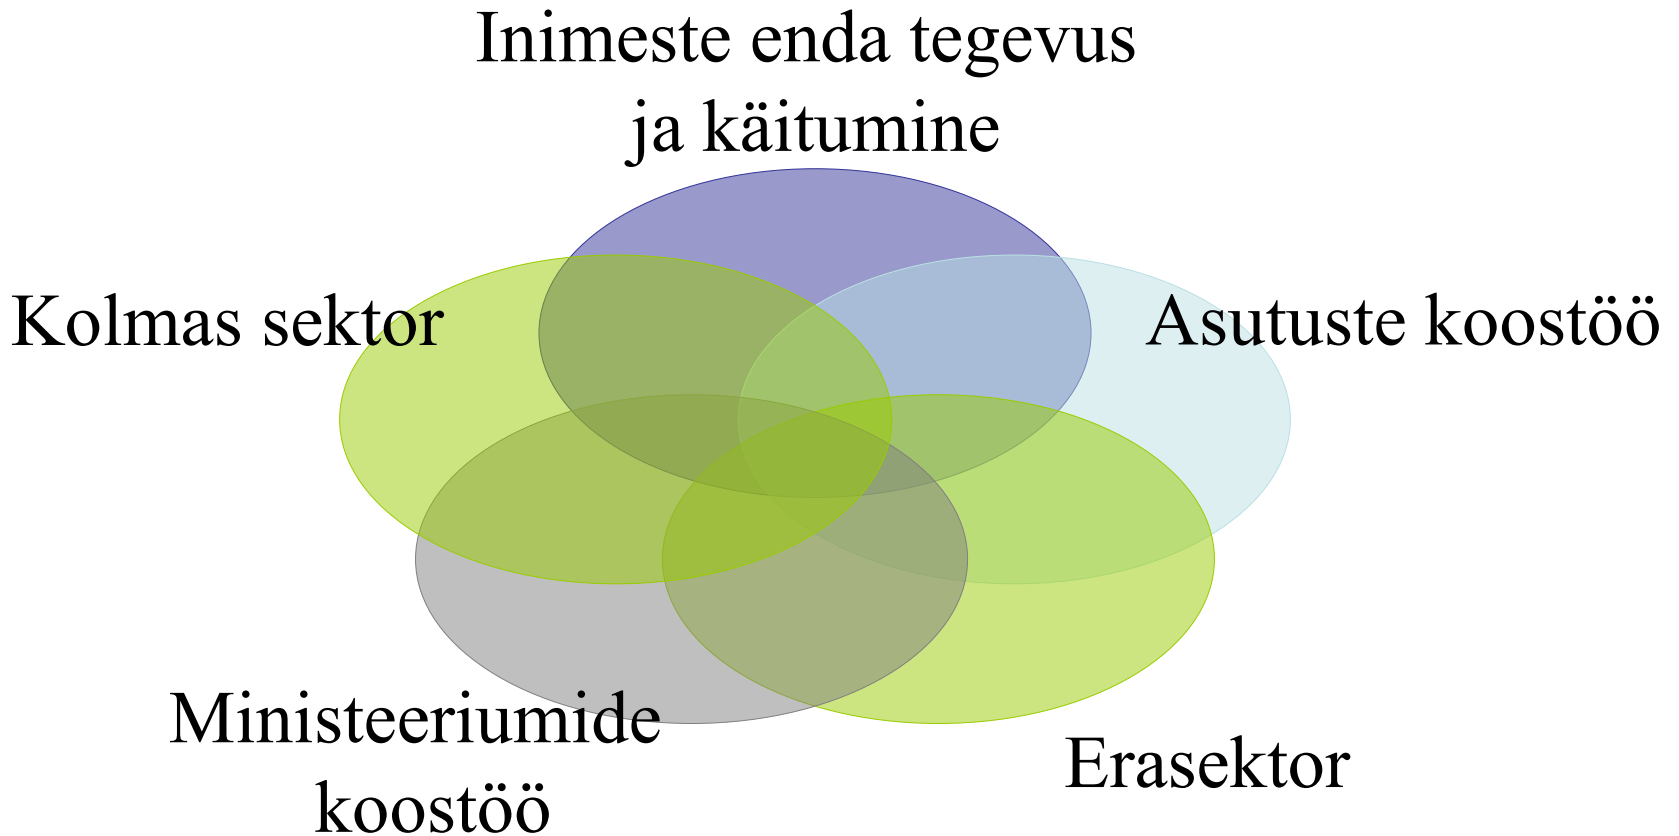 Inimeste enda tegevus
ja käitumine
Kolmas sektor
Asutuste koostöö
Ministeeriumide
koostöö
Erasektor